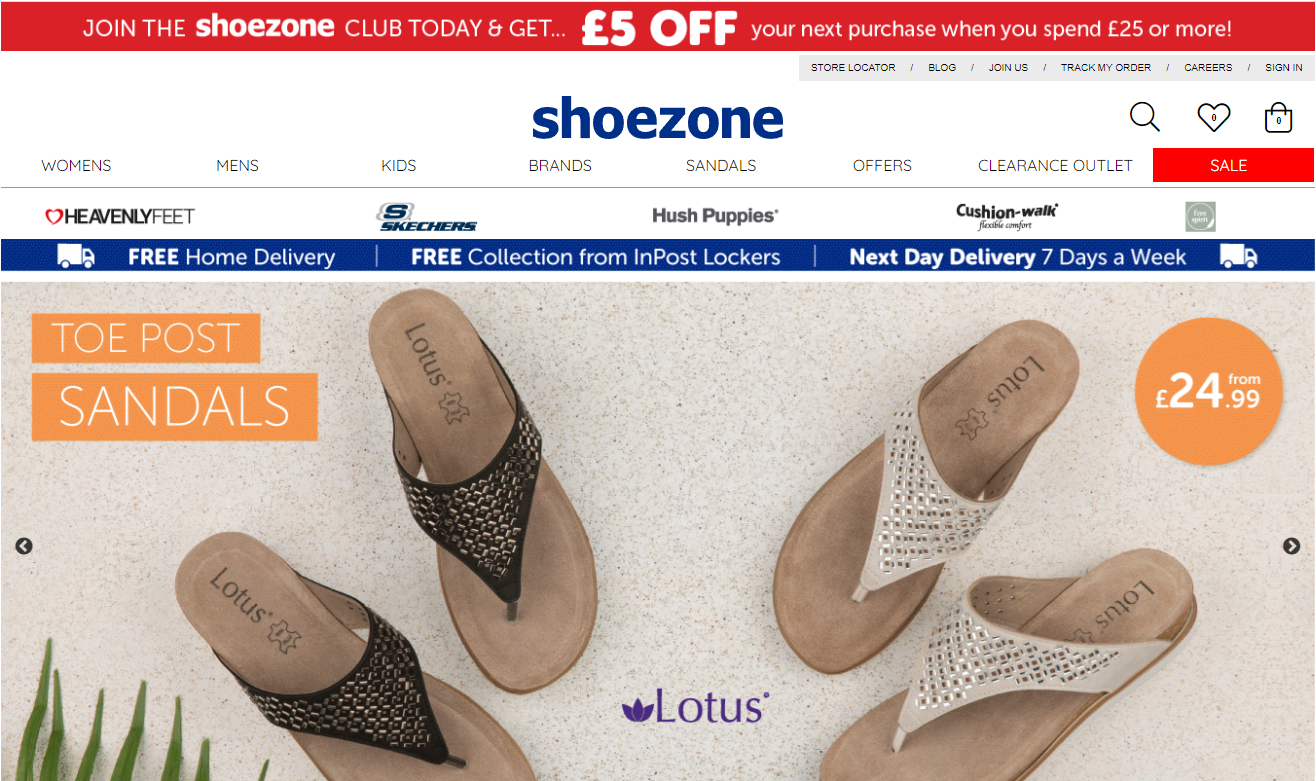 JOIN THE shoezone CLUB TODAY & GET... £5 OFF your next purchase when you spend £25 or more!
STORE LOCATOR / BLOG / JOIN US / TRACK MY ORDER / CAREERS / SIGN IN
shoezone
0
0
WOMENS MENS KIDS BRANDS SANDALS OFFERS CLEARANCE OUTLET SALE
HEAVENLYFEET S SKECHERS Hush Puppies® Cushion-walk® flexible comfort free spirit
FREE Home Delivery | FREE Collection from InPost Lockers | Next Day Delivery 7 Days a Week
TOE POST
SANDALS
from
£24.99
Lotus®
Lotus®
Lotus®
Lotus®
Lotus®